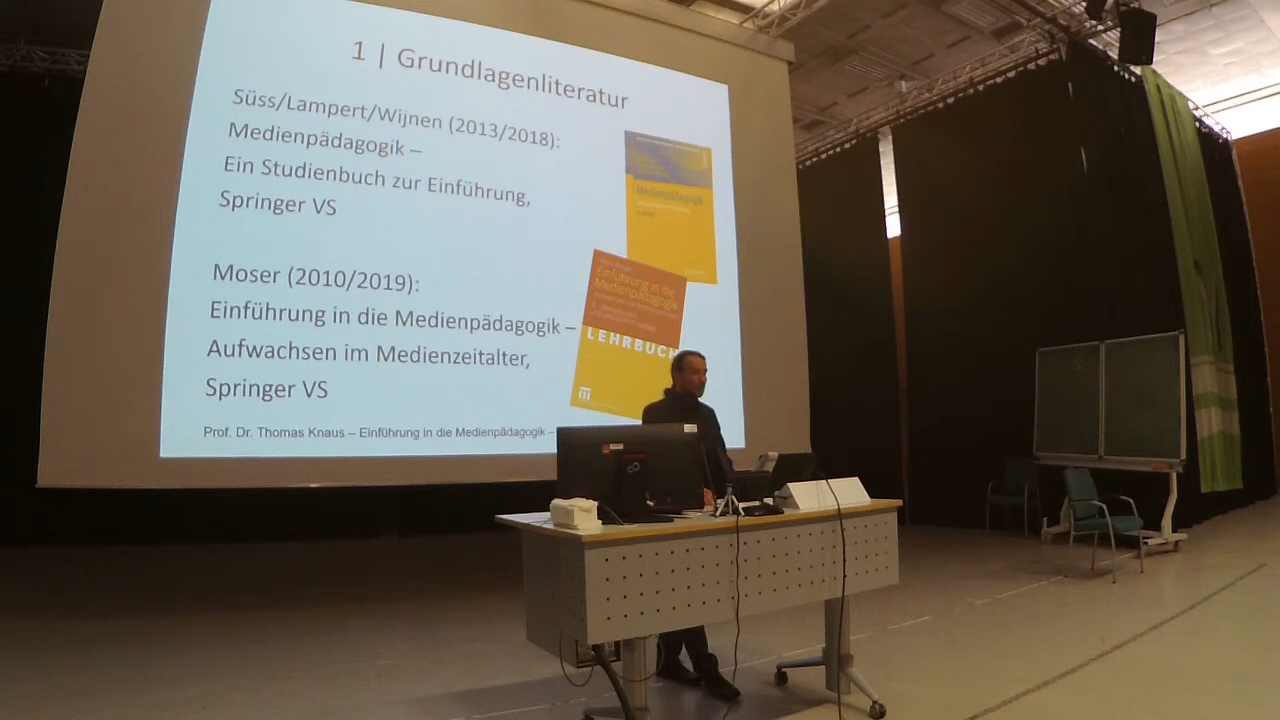 1 | Grundlagenliteratur
Süss/Lampert/Wijnen (2013/2018):
Medienpädagogik –
Ein Studienbuch zur Einführung,
Springer VS
Medienpädagogik
Moser (2010/2019):
Einführung in die Medienpädagogik –
Aufwachsen im Medienzeitalter,
Springer VS
Einführung in die
Medienpädagogik
LEHRBUCH
Prof. Dr. Thomas Knaus – Einführung in die Medienpädagogik –